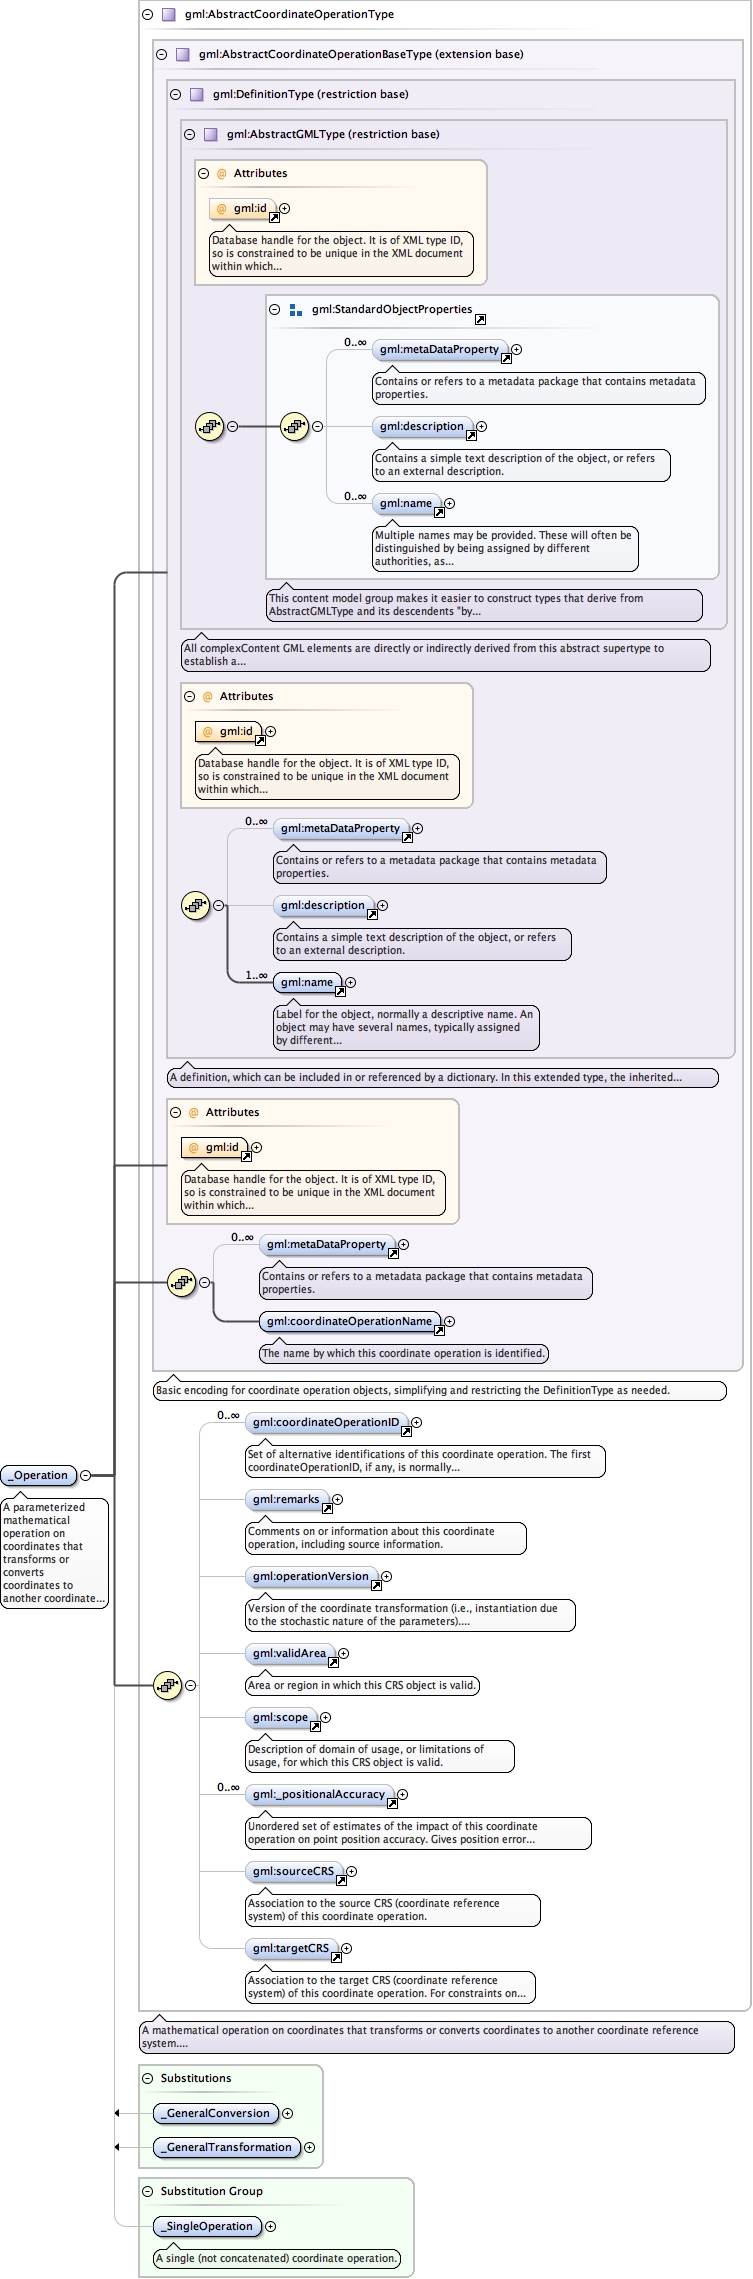 gml:AbstractCoordinateOperationType
gml:AbstractCoordinateOperationBaseType (extension base)
gml:DefinitionType (restriction base)
gml:AbstractGMLType (restriction base)
@ Attributes
@ gml:id
Database handle for the object. It is of XML type ID,
so is constrained to be unique in the XML document
within which...
gml:StandardObjectProperties
0..∞
gml:metaDataProperty
Contains or refers to a metadata package that contains metadata
properties.
gml:description
Contains a simple text description of the object, or refers
to an external description.
0..∞
gml:name
Multiple names may be provided. These will often be
distinguished by being assigned by different
authorities, as...
This content model group makes it easier to construct types that derive from
AbstractGMLType and its descendents "by...
All complexContent GML elements are directly or indirectly derived from this abstract supertype to
establish a...
@ Attributes
@ gml:id
Database handle for the object. It is of XML type ID,
so is constrained to be unique in the XML document
within which...
0..∞
gml:metaDataProperty
Contains or refers to a metadata package that contains metadata
properties.
gml:description
Contains a simple text description of the object, or refers
to an external description.
1..∞
gml:name
Label for the object, normally a descriptive name. An
object may have several names, typically assigned
by different...
A definition, which can be included in or referenced by a dictionary. In this extended type, the inherited...
@ Attributes
@ gml:id
Database handle for the object. It is of XML type ID,
so is constrained to be unique in the XML document
within which...
0..∞
gml:metaDataProperty
Contains or refers to a metadata package that contains metadata
properties.
gml:coordinateOperationName
The name by which this coordinate operation is identified.
Basic encoding for coordinate operation objects, simplifying and restricting the DefinitionType as needed.
0..∞
gml:coordinateOperationID
Set of alternative identifications of this coordinate operation. The first
coordinateOperationID, if any, is normally...
_Operation
A parameterized
mathematical
operation on
coordinates that
transforms or
converts
coordinates to
another coordinate...
gml:remarks
Comments on or information about this coordinate
operation, including source information.
gml:operationVersion
Version of the coordinate transformation (i.e., instantiation due
to the stochastic nature of the parameters)....
gml:validArea
Area or region in which this CRS object is valid.
gml:scope
Description of domain of usage, or limitations of
usage, for which this CRS object is valid.
0..∞
gml:_positionalAccuracy
Unordered set of estimates of the impact of this coordinate
operation on point position accuracy. Gives position error...
gml:sourceCRS
Association to the source CRS (coordinate reference
system) of this coordinate operation.
gml:targetCRS
Association to the target CRS (coordinate reference
system) of this coordinate operation. For constraints on...
A mathematical operation on coordinates that transforms or converts coordinates to another coordinate reference
system....
Substitutions
_GeneralConversion
_GeneralTransformation
Substitution Group
_SingleOperation
A single (not concatenated) coordinate operation.